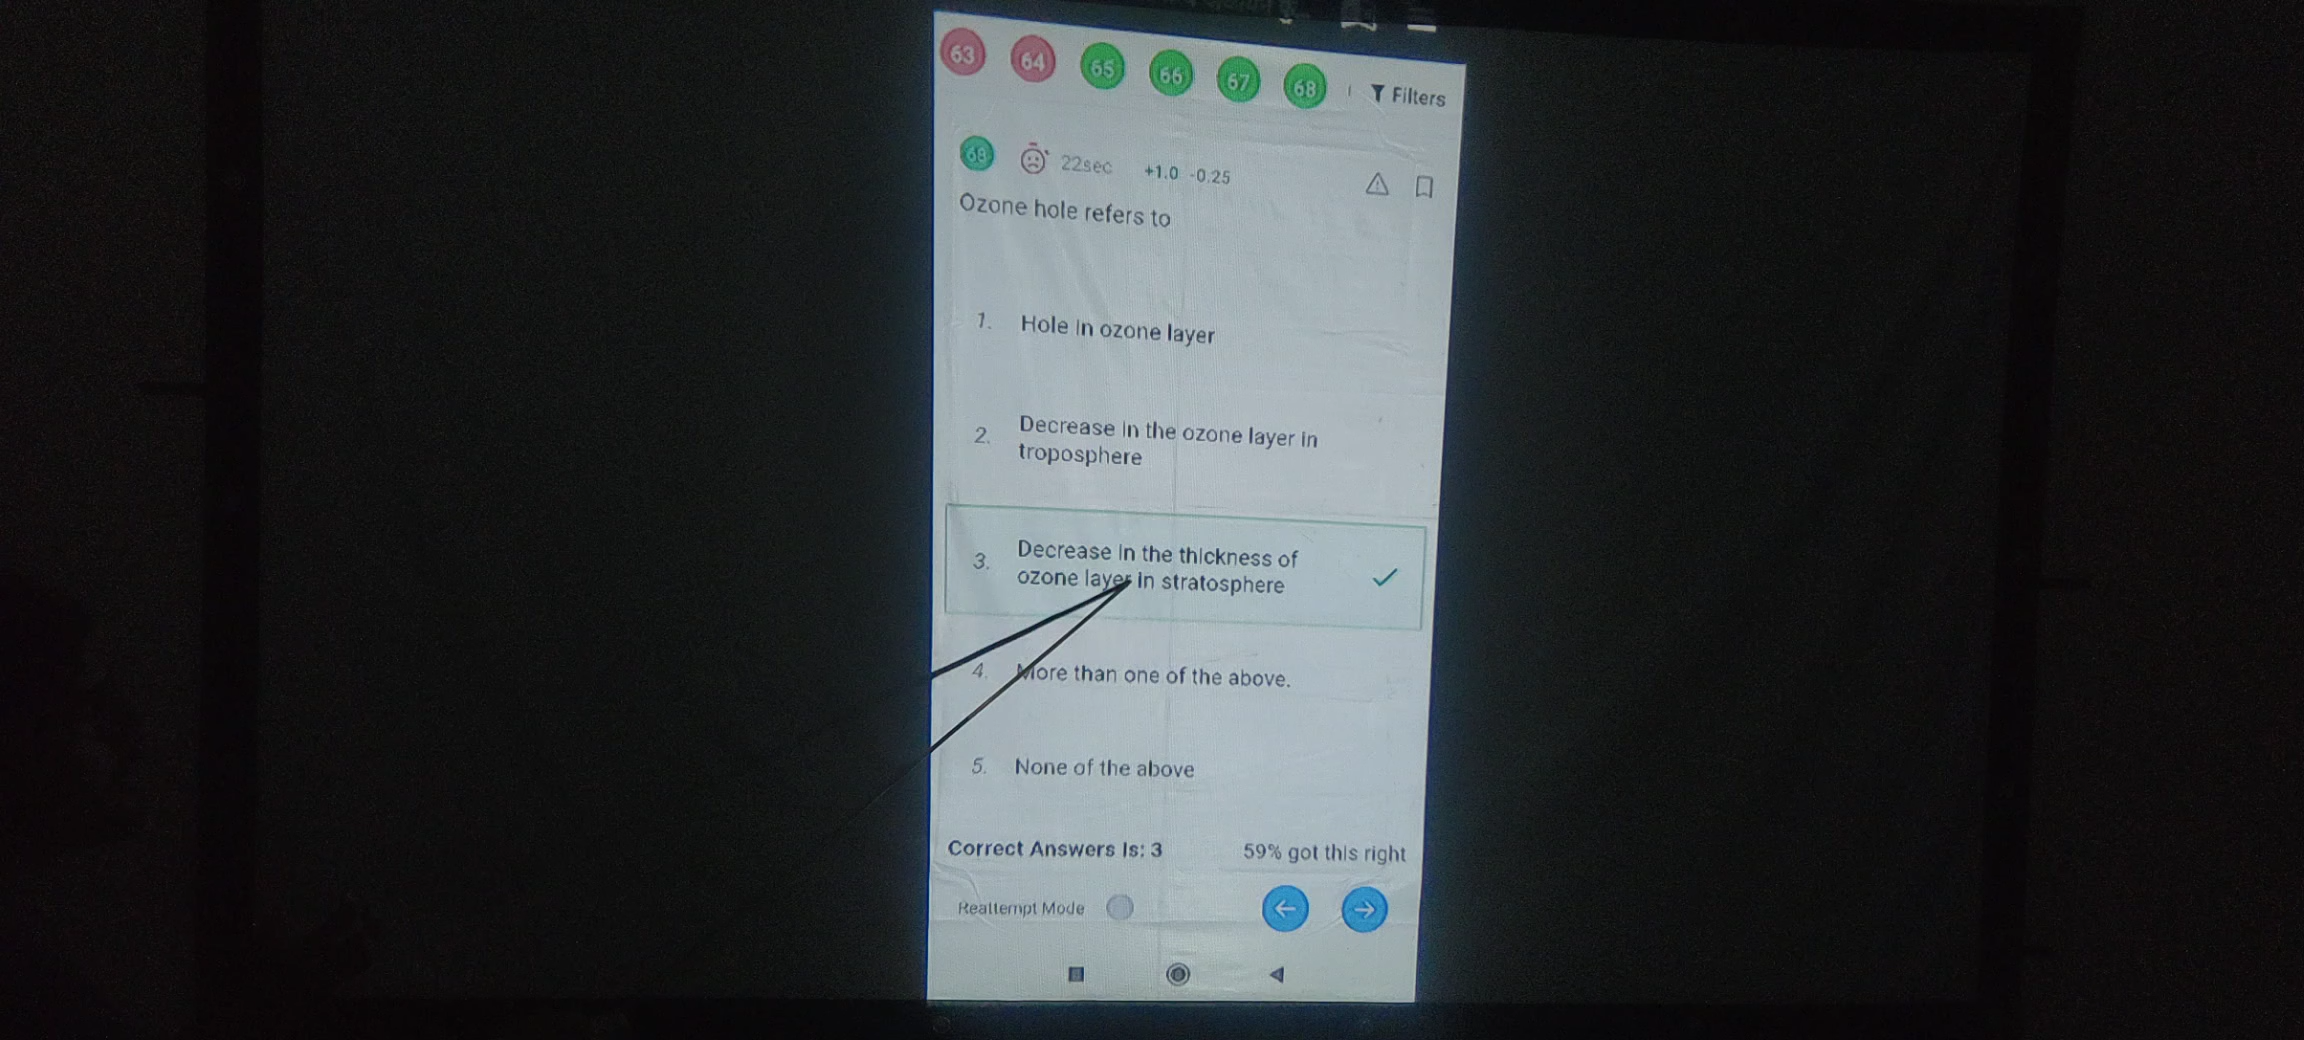 63 64 65 66 67 68 Filters
68 22sec +1.0 -0.25
Ozone hole refers to
1. Hole in ozone layer
2. Decrease in the ozone layer in
troposphere
3. Decrease in the thickness of
ozone layer in stratosphere
4. More than one of the above.
5. None of the above
Correct Answers Is: 3 59% got this right
Reattempt Mode